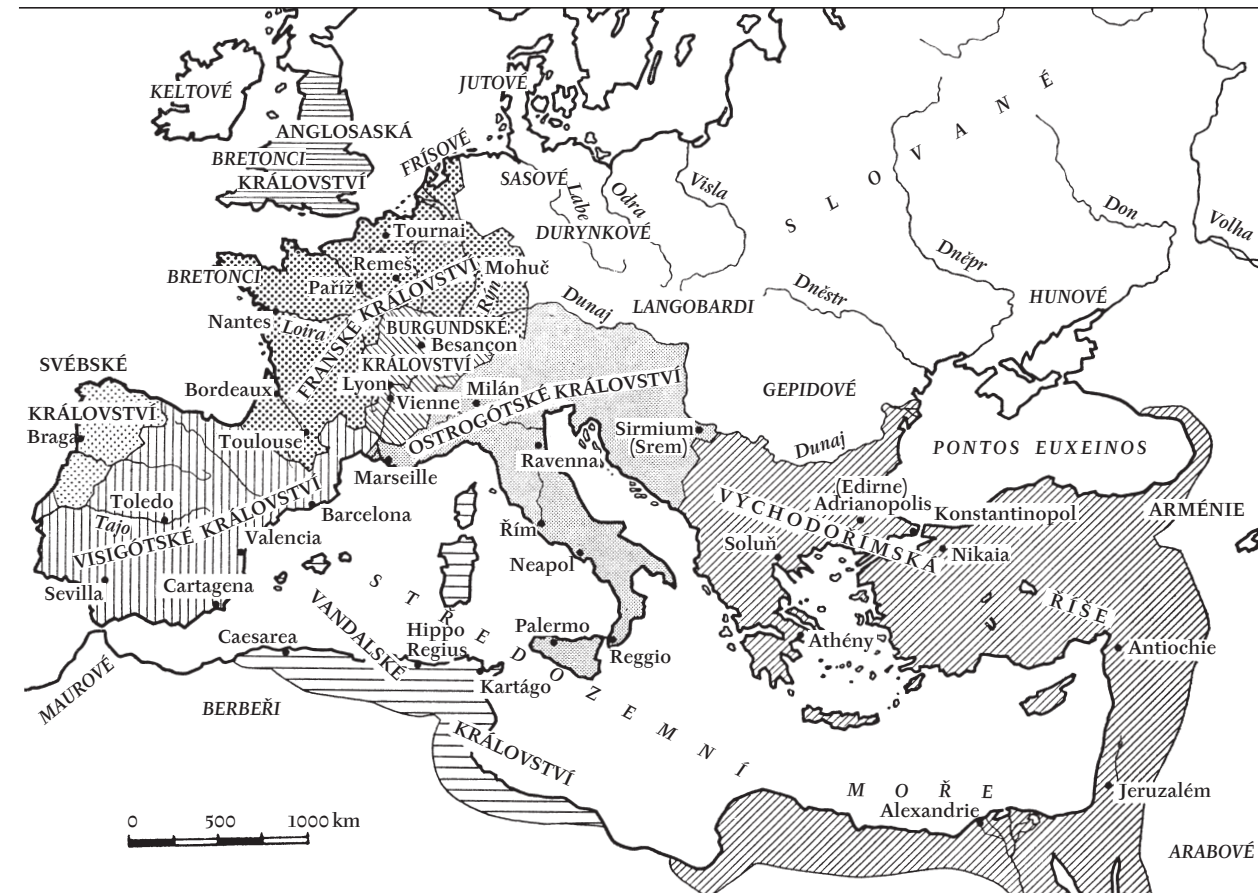 KELTOVÉ
JUTOVÉ
SLOVANÉ
ANGLOSASKÁ
BRETONCI
KRÁLOVSTVÍ
FRÍSOVÉ
SASOVÉ
Labe
Odra
Visla
DURYNKOVÉ
Don
Volha
Tournai
Remeš
Paříž
Mohuč
BRETONCI
FRANSKÉ KRÁLOVSTVÍ
Rýn
Dunaj
LANGOBARDI
Dněstr
Dněpr
HUNOVÉ
Nantes
Loira
BURGUNDSKÉ
Besançon
KRÁLOVSTVÍ
SVÉBSKÉ
KRÁLOVSTVÍ
Braga
Bordeaux
Lyon
Vienne
Milán
OSTROGÓTSKÉ KRÁLOVSTVÍ
GEPIDOVÉ
Toulouse
Sirmium
(Srem)
Dunaj
PONTOS EUXEINOS
Marseille
Ravenna
Toledo
Tajo
VISIGÓTSKÉ KRÁLOVSTVÍ
Barcelona
Valencia
Řím
Neapol
(Edirne)
Adrianopolis
Konstantinopol
ARMÉNIE
VÝCHODOŘÍMSKÁ
ŘÍŠE
Soluň
Nikaia
Sevilla
Cartagena
STŘEDOZEMNÍ
MOŘE
VANDALSKÉ
KRÁLOVSTVÍ
Caesarea
Hippo
Regius
Palermo
Reggio
Athény
Antiochie
MAUROVÉ
BERBEŘI
Kartágo
Jeruzalém
Alexandrie
ARABOVÉ
0 500 1000 km